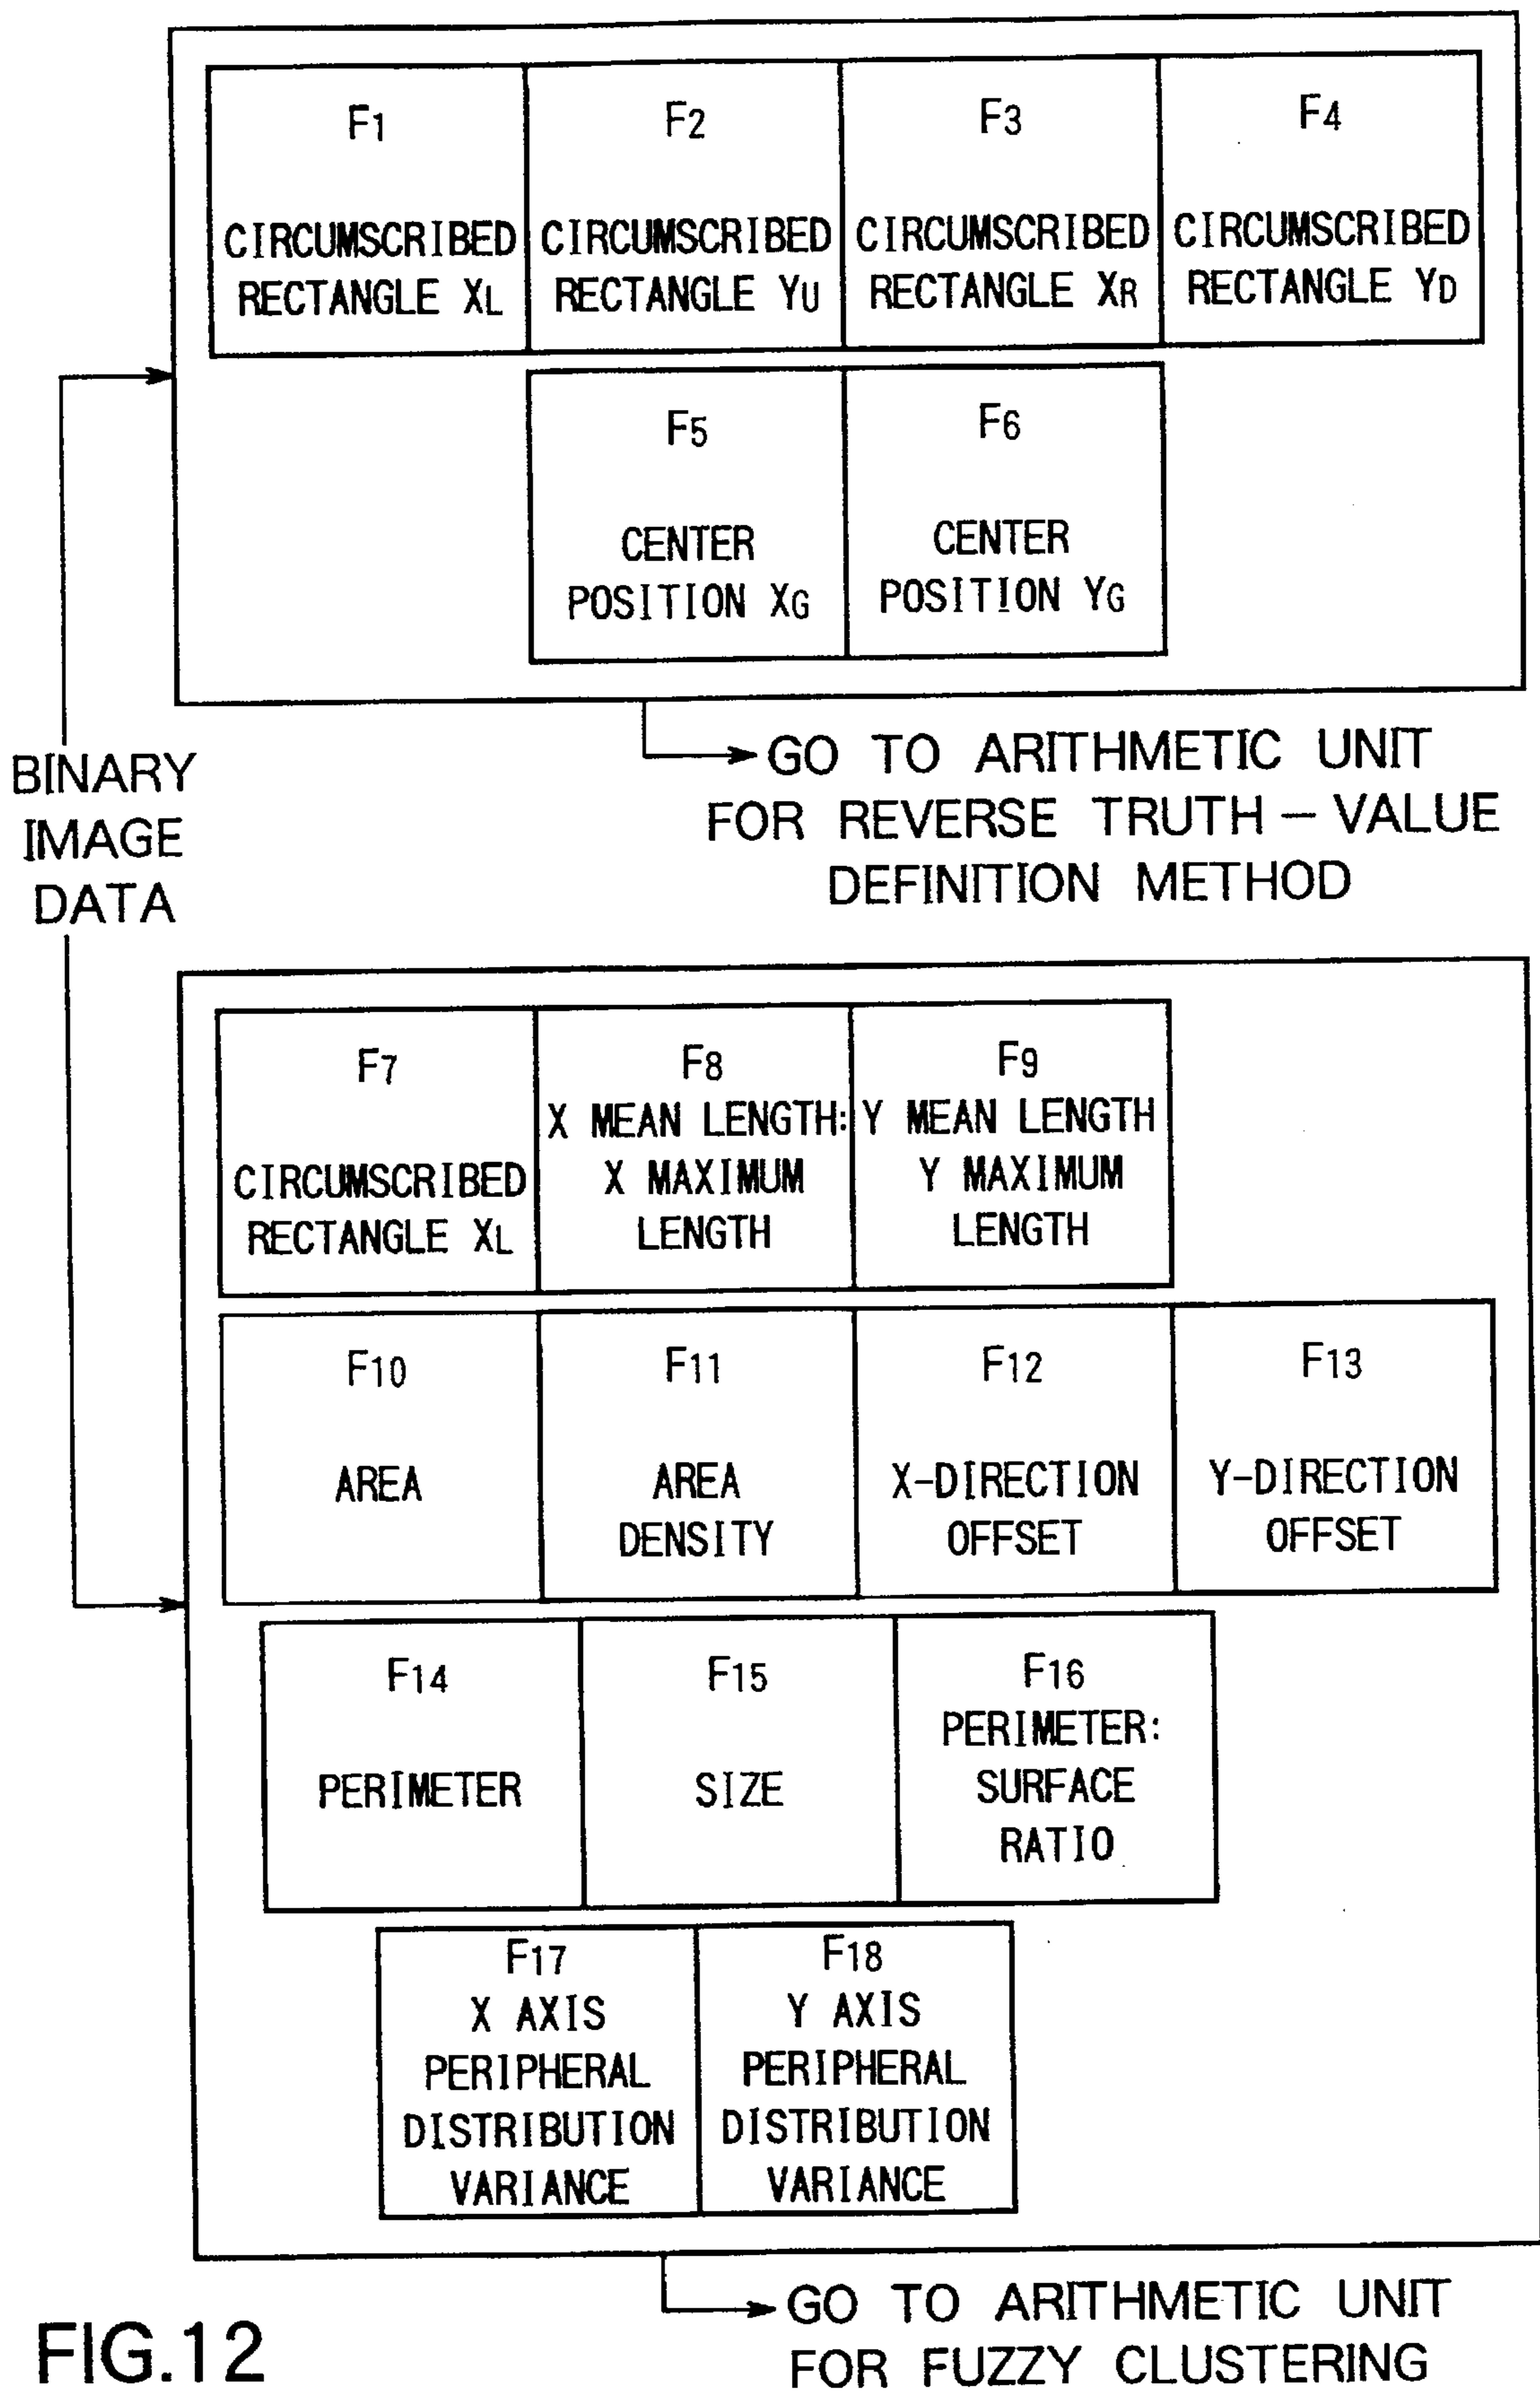 F1
CIRCUMSCRIBED
RECTANGLE XL
F2
CIRCUMSCRIBED
RECTANGLE YU
F3
CIRCUMSCRIBED
RECTANGLE XR
F4
CIRCUMSCRIBED
RECTANGLE YD
F5
CENTER
POSITION XG
F6
CENTER
POSITION YG
GO TO ARITHMETIC UNIT
FOR REVERSE TRUTH – VALUE
DEFINITION METHOD
BINARY
IMAGE
DATA
F7
CIRCUMSCRIBED
RECTANGLE XL
F8
X MEAN LENGTH:
X MAXIMUM
LENGTH
F9
Y MEAN LENGTH
Y MAXIMUM
LENGTH
F10
AREA
F11
AREA
DENSITY
F12
X-DIRECTION
OFFSET
F13
Y-DIRECTION
OFFSET
F14
PERIMETER
F15
SIZE
F16
PERIMETER:
SURFACE
RATIO
F17
X AXIS
PERIPHERAL
DISTRIBUTION
VARIANCE
F18
Y AXIS
PERIPHERAL
DISTRIBUTION
VARIANCE
GO TO ARITHMETIC UNIT
FOR FUZZY CLUSTERING
FIG.12